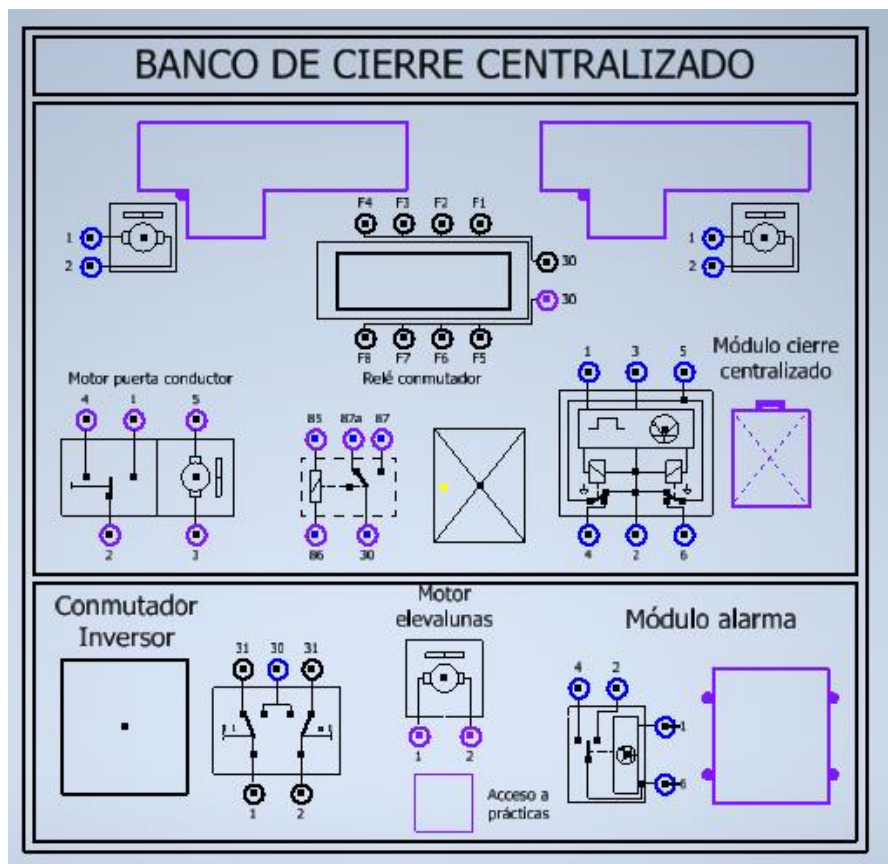 BANCO DE CIERRE CENTRALIZADO
F4 F3 F2 F1
1
2
30
30
1
2
F8 F7 F6 F5
Motor puerta conductor
Relé conmutador
Módulo cierre
centralizado
4 1 5
85 87a 87
1 3 5
2 3
86 30
4 2 6
Conmutador
Inversor
Motor
elevalunas
Módulo alarma
31 30 31
4 2
1
6
1 2
1 2
Acceso a
prácticas